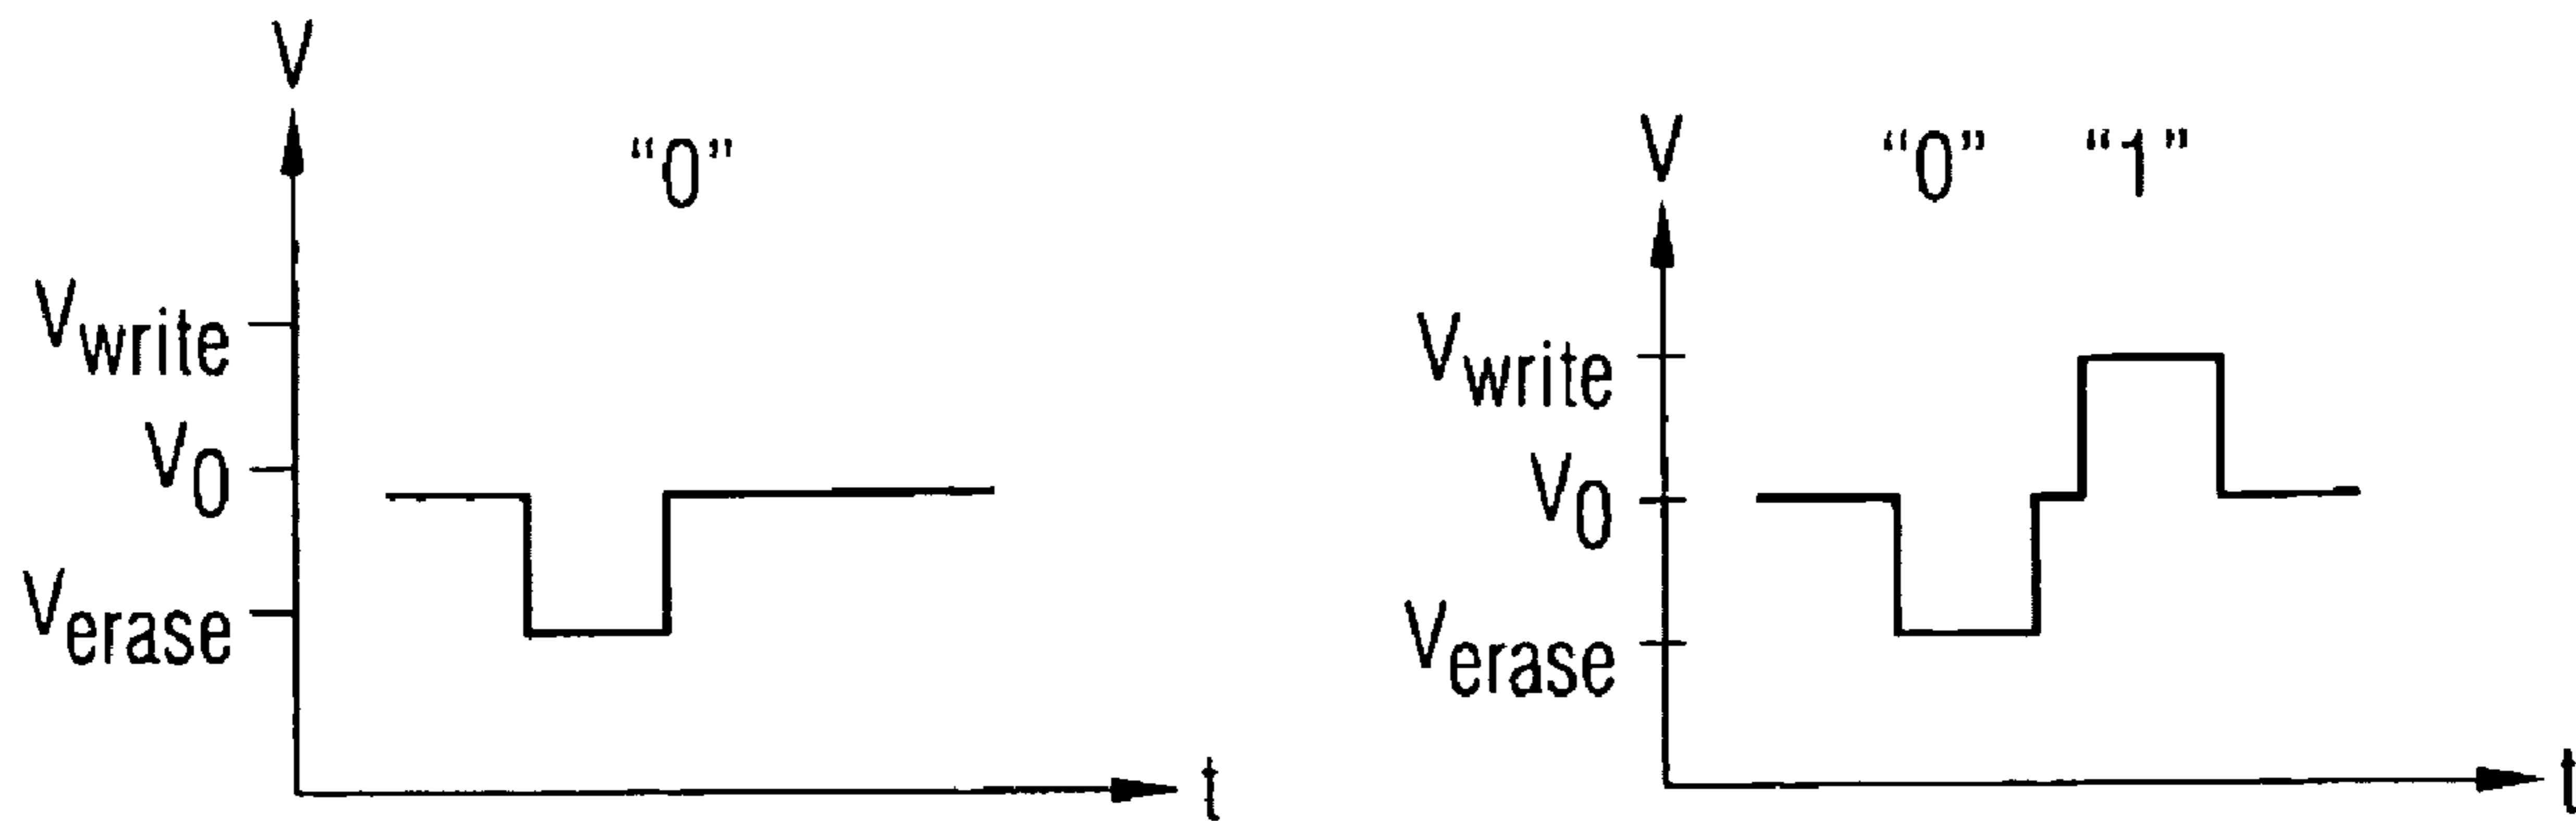 V
“0”
Vwrite
V0
Verase
t
V
“0” “1”
Vwrite
V0
Verase
t